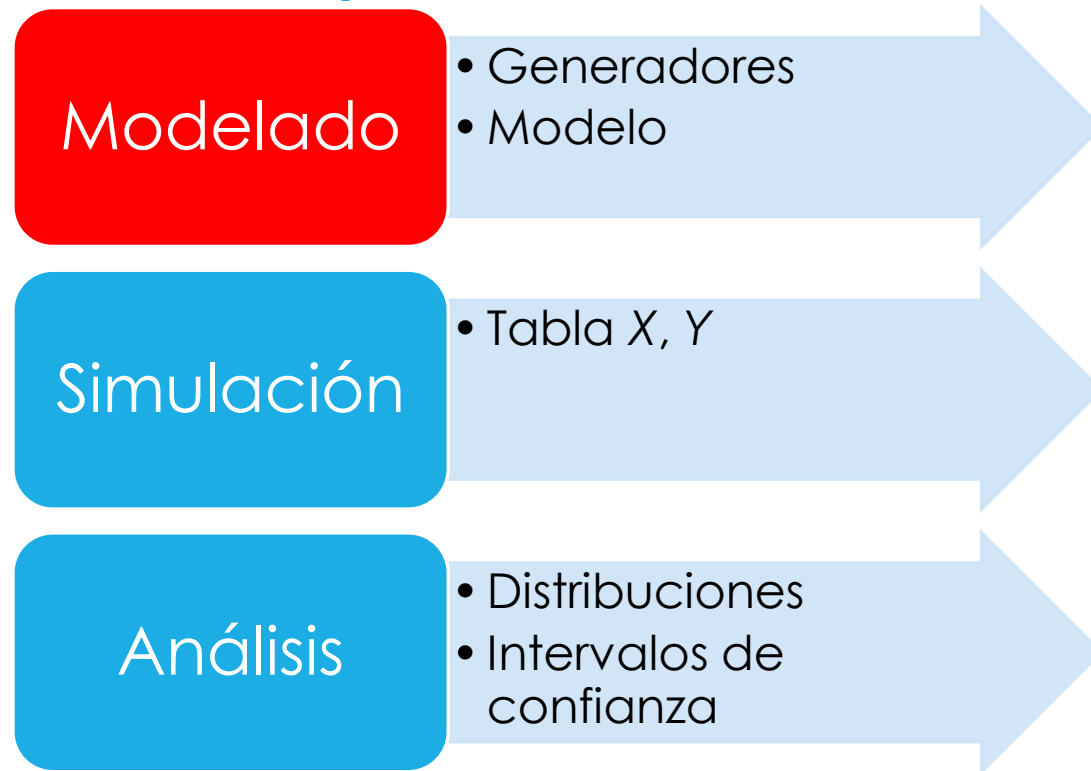 Modelado
• Generadores
• Modelo
Simulación
• Tabla X, Y
Análisis
• Distribuciones
• Intervalos de
confianza